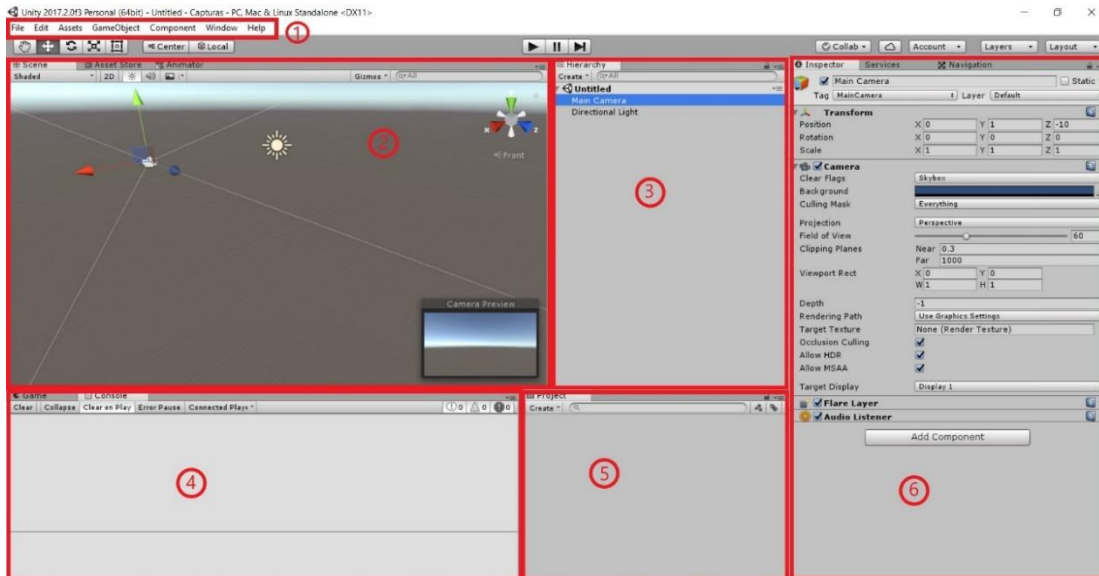 Unity 2017.2.0f3 Personal (64bit) - Untitled - Capturas - PC, Mac & Linux Standalone <DX11>
File Edit Assets GameObject Component Window Help
1
Center Local
Collab Account Layers Layout
Scene Asset Store Animator
Shaded 2D Gizmos All
y
x z
Front
2
Camera Preview
Hierarchy
Create All
Untitled
Main Camera
Directional Light
3
Game Console
Clear Collapse Clear on Play Error Pause Connected Playe
0 0 0
4
Project
Create
5
Inspector Services Navigation
Main Camera Static
Tag MainCamera Layer Default
Transform
Position X 0 Y 1 Z -10
Rotation X 0 Y 0 Z 0
Scale X 1 Y 1 Z 1
Camera
Clear Flags Skybox
Background
Culling Mask Everything
Projection Perspective
Field of View 60
Clipping Planes Near 0.3
Far 1000
Viewport Rect X 0 Y 0
W 1 H 1
Depth -1
Rendering Path Use Graphics Settings
Target Texture None (Render Texture)
Occlusion Culling
Allow HDR
Allow MSAA
Target Display Display 1
Flare Layer
Audio Listener
Add Component
6